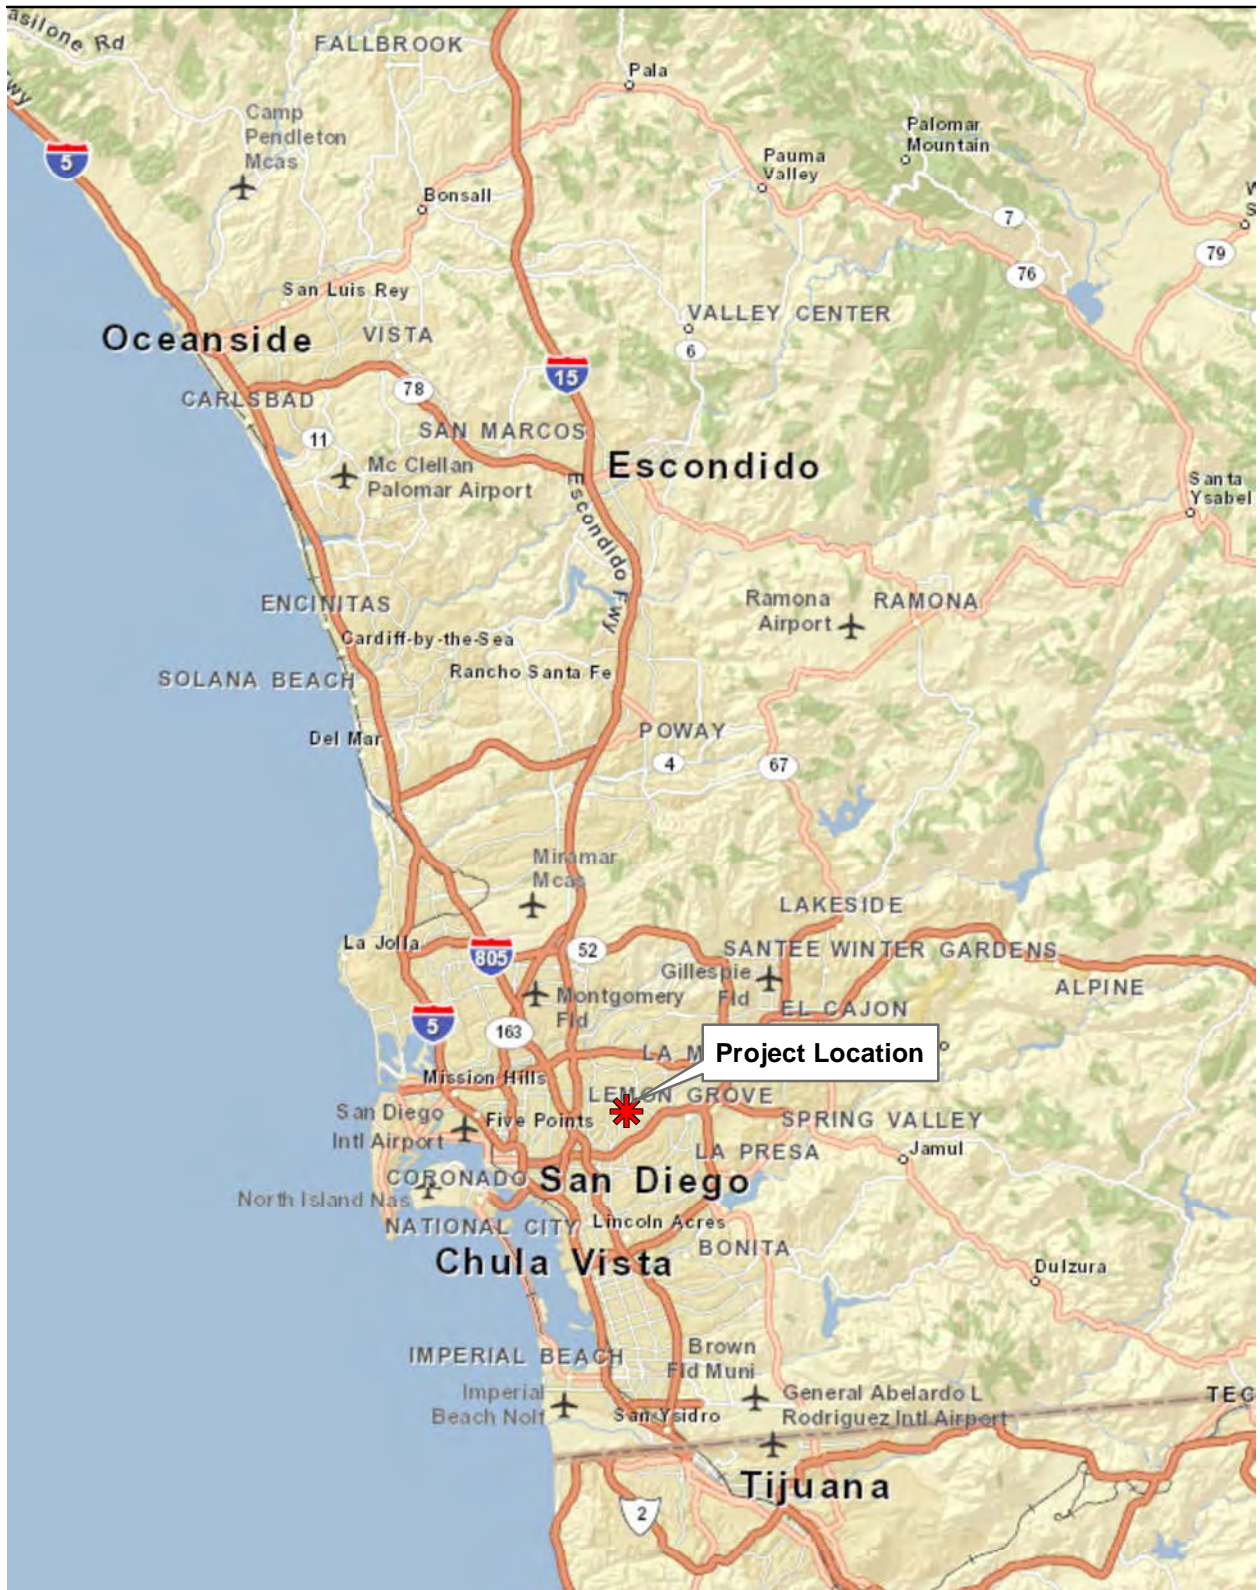 asilone Rd
FALLBROOK
wy
5
Camp
Pendleton
Mcas
Pala
Palomar
Mountain
Pauma
Valley
Bonsall
7
W
S
79
76
San Luis Rey
Oceanside
VISTA
VALLEY CENTER
6
15
78
CARLSBAD
11
SAN MARCOS
Mc Clellan
Palomar Airport
Escondido
Escondido Fwy
Santa
Ysabel
ENCINITAS
Ramona
Airport
RAMONA
Cardiff-by-the-Sea
SOLANA BEACH
Rancho Santa Fe
Del Mar
POWAY
4
67
Miramar
Mcas
LAKESIDE
La Jolla
805
52
SANTEE WINTER GARDENS
Gillespie
Fld
ALPINE
Montgomery
Fld
EL CAJON
5
163
LA M
Project Location
Mission Hills
LEMON GROVE
San Diego
Intl Airport
Five Points
SPRING VALLEY
LA PRESA
Jamul
CORONADO
San Diego
North Island Nas
NATIONAL CITY
Lincoln Acres
BONITA
Chula Vista
Dulzura
IMPERIAL BEACH
Brown
Fld Muni
Imperial
Beach Nolf
General Abelardo L
Rodriguez Intl Airport
TEC
San Ysidro
Tijuana
2